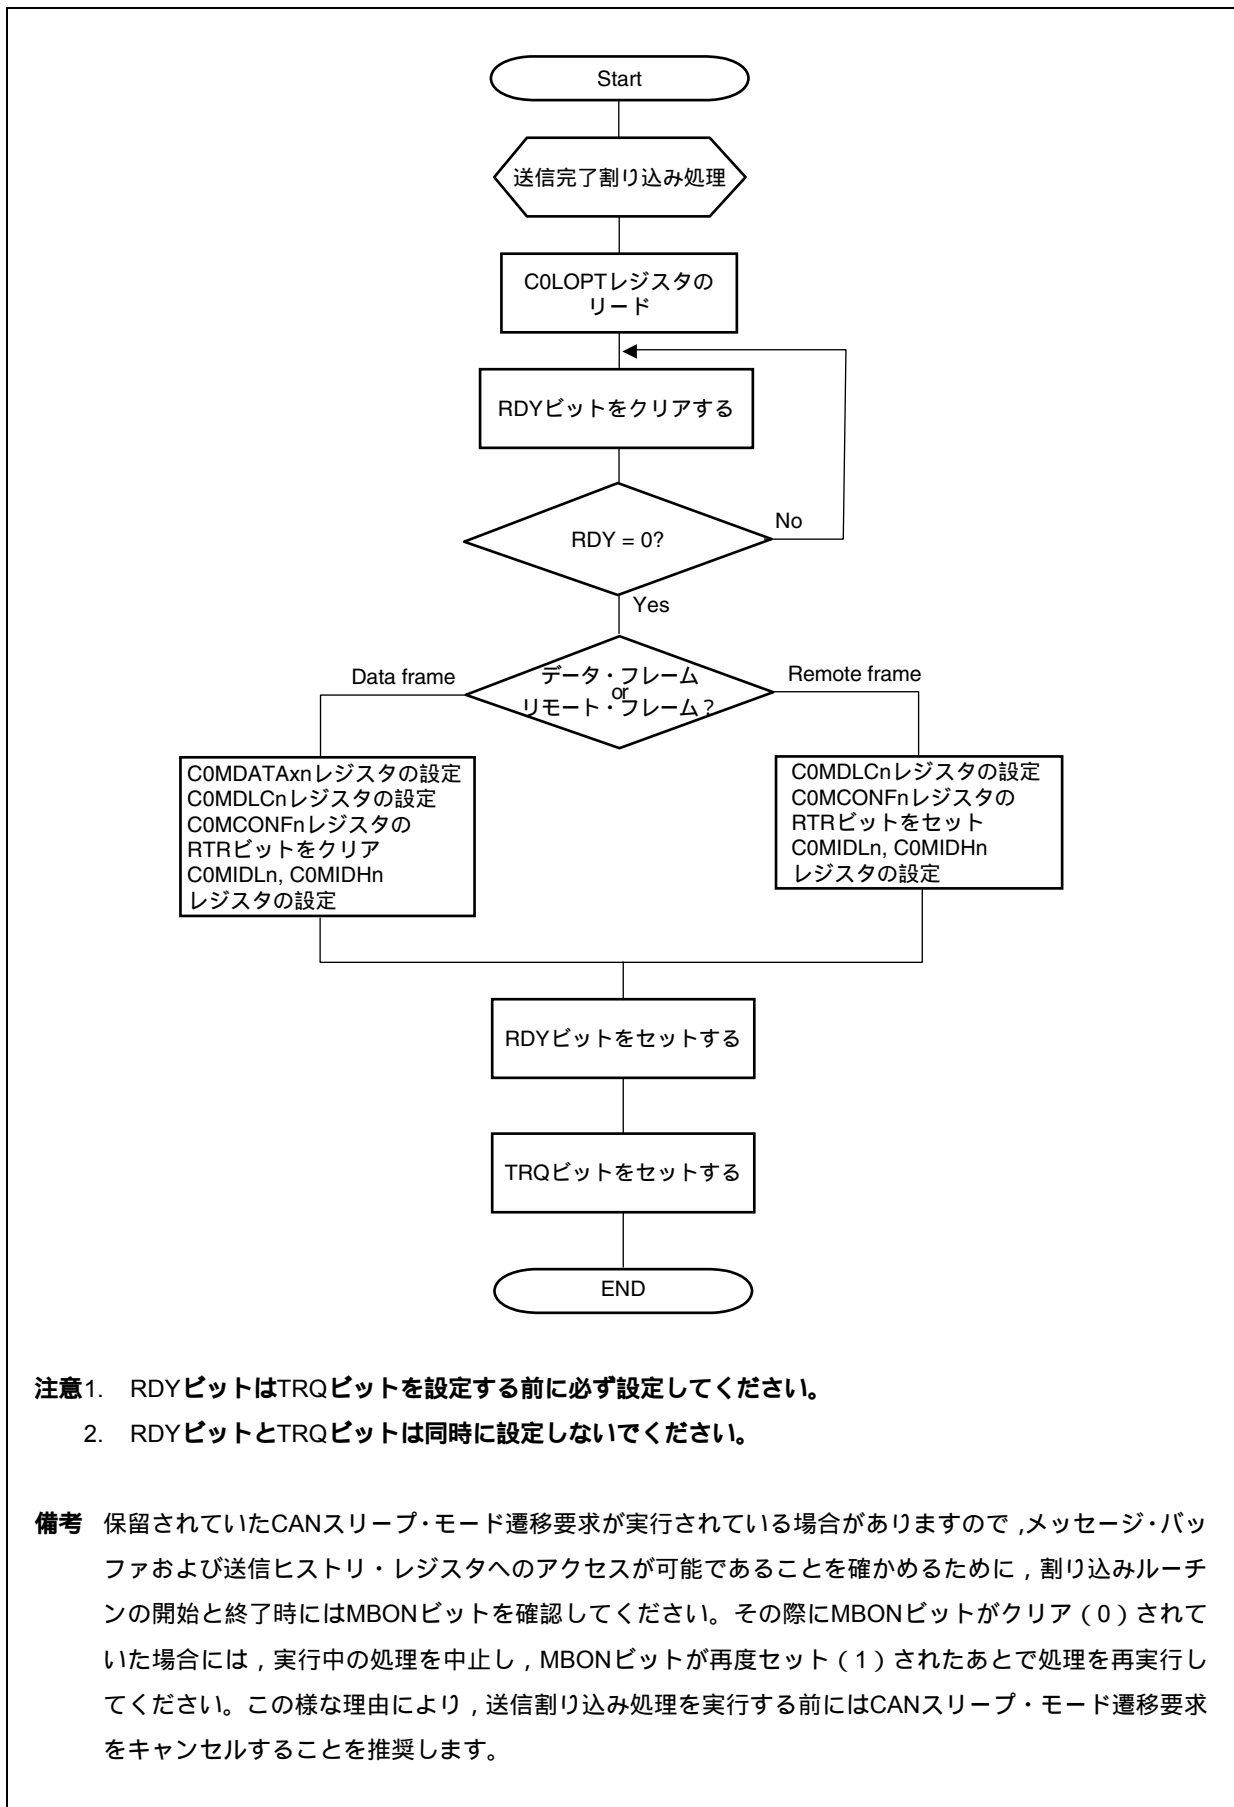 Start
送信完了割り込み処理
C0LOPTレジスタの
リード
RDYビットをクリアする
RDY = 0?
No
Yes
Data frame
データ・フレーム
or
リモート・フレーム？
Remote frame
C0MDATAxnレジスタの設定
C0MDLCnレジスタの設定
C0MCONFnレジスタの
RTRビットをクリア
C0MIDLn, C0MIDHn
レジスタの設定
C0MDLCnレジスタの設定
C0MCONFnレジスタの
RTRビットをセット
C0MIDLn, C0MIDHn
レジスタの設定
RDYビットをセットする
TRQビットをセットする
END
注意1. RDYビットはTRQビットを設定する前に必ず設定してください。
2. RDYビットとTRQビットは同時に設定しないでください。
備考 保留されていたCANスリープ・モード遷移要求が実行されている場合がありますので，メッセージ・バッ
ファおよび送信ヒストリ・レジスタへのアクセスが可能であることを確かめるために，割り込みルーチ
ンの開始と終了時にはMBONビットを確認してください。その際にMBONビットがクリア（0）されて
いた場合には，実行中の処理を中止し，MBONビットが再度セット（1）されたあとで処理を再実行し
てください。この様な理由により，送信割り込み処理を実行する前にはCANスリープ・モード遷移要求
をキャンセルすることを推奨します。